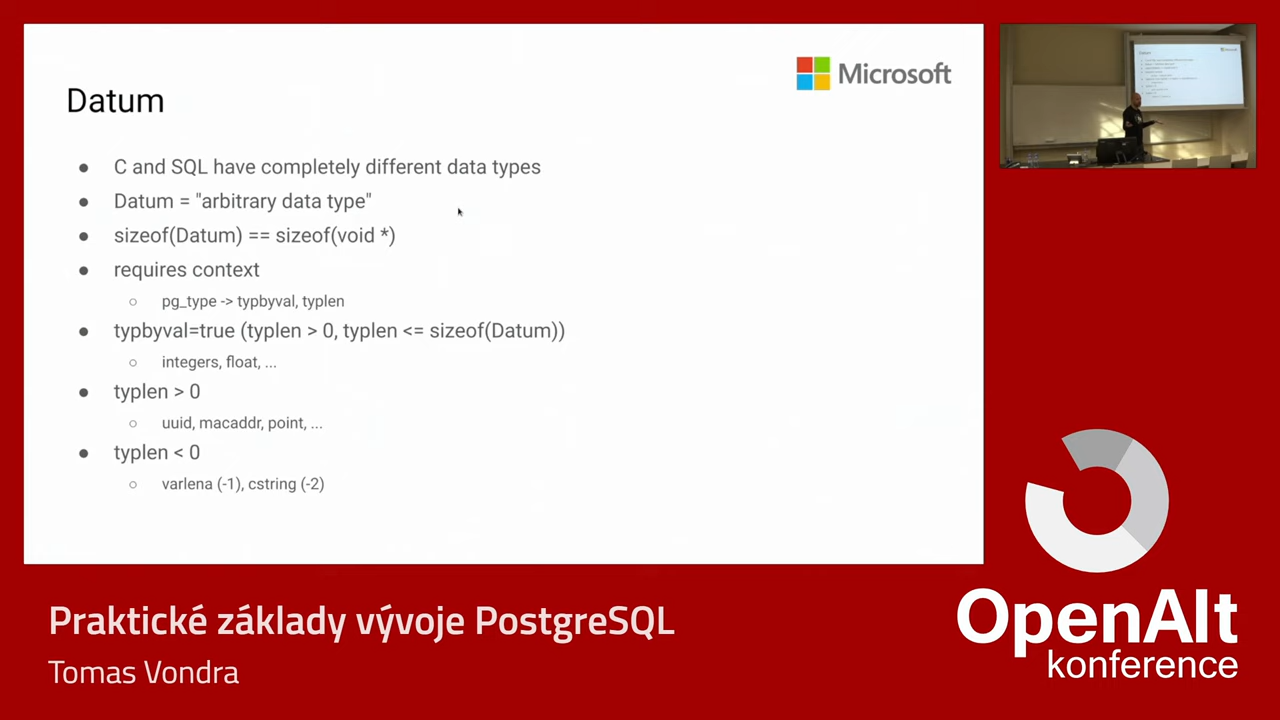 Microsoft
Datum
● C and SQL have completely different data types
● Datum = "arbitrary data type"
● sizeof(Datum) == sizeof(void *)
● requires context
○ pg_type -> typbyval, typlen
● typbyval=true (typlen > 0, typlen <= sizeof(Datum))
○ integers, float, ...
● typlen > 0
○ uuid, macaddr, point, ...
● typlen < 0
○ varlena (-1), cstring (-2)
Praktické základy vývoje PostgreSQL
Tomas Vondra
OpenAlt
konference